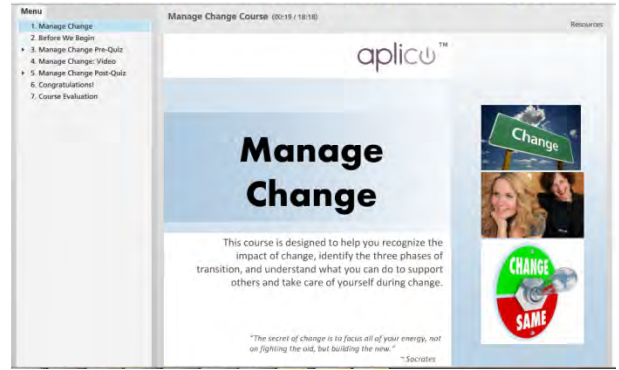 Menu
1. Manage Change
2. Before We Begin
3. Manage Change Pre-Quiz
4. Manage Change: Video
5. Manage Change Post-Quiz
6. Congratulations!
7. Course Evaluation
Manage Change Course (00:19 / 18:18)
Resources
aplico™
Manage
Change
This course is designed to help you recognize the
impact of change, identify the three phases of
transition, and understand what you can do to support
others and take care of yourself during change.
"The secret of change is to focus all of your energy, not
on fighting the old, but building the new."
~ Socrates
Change
CHANGE
SAME